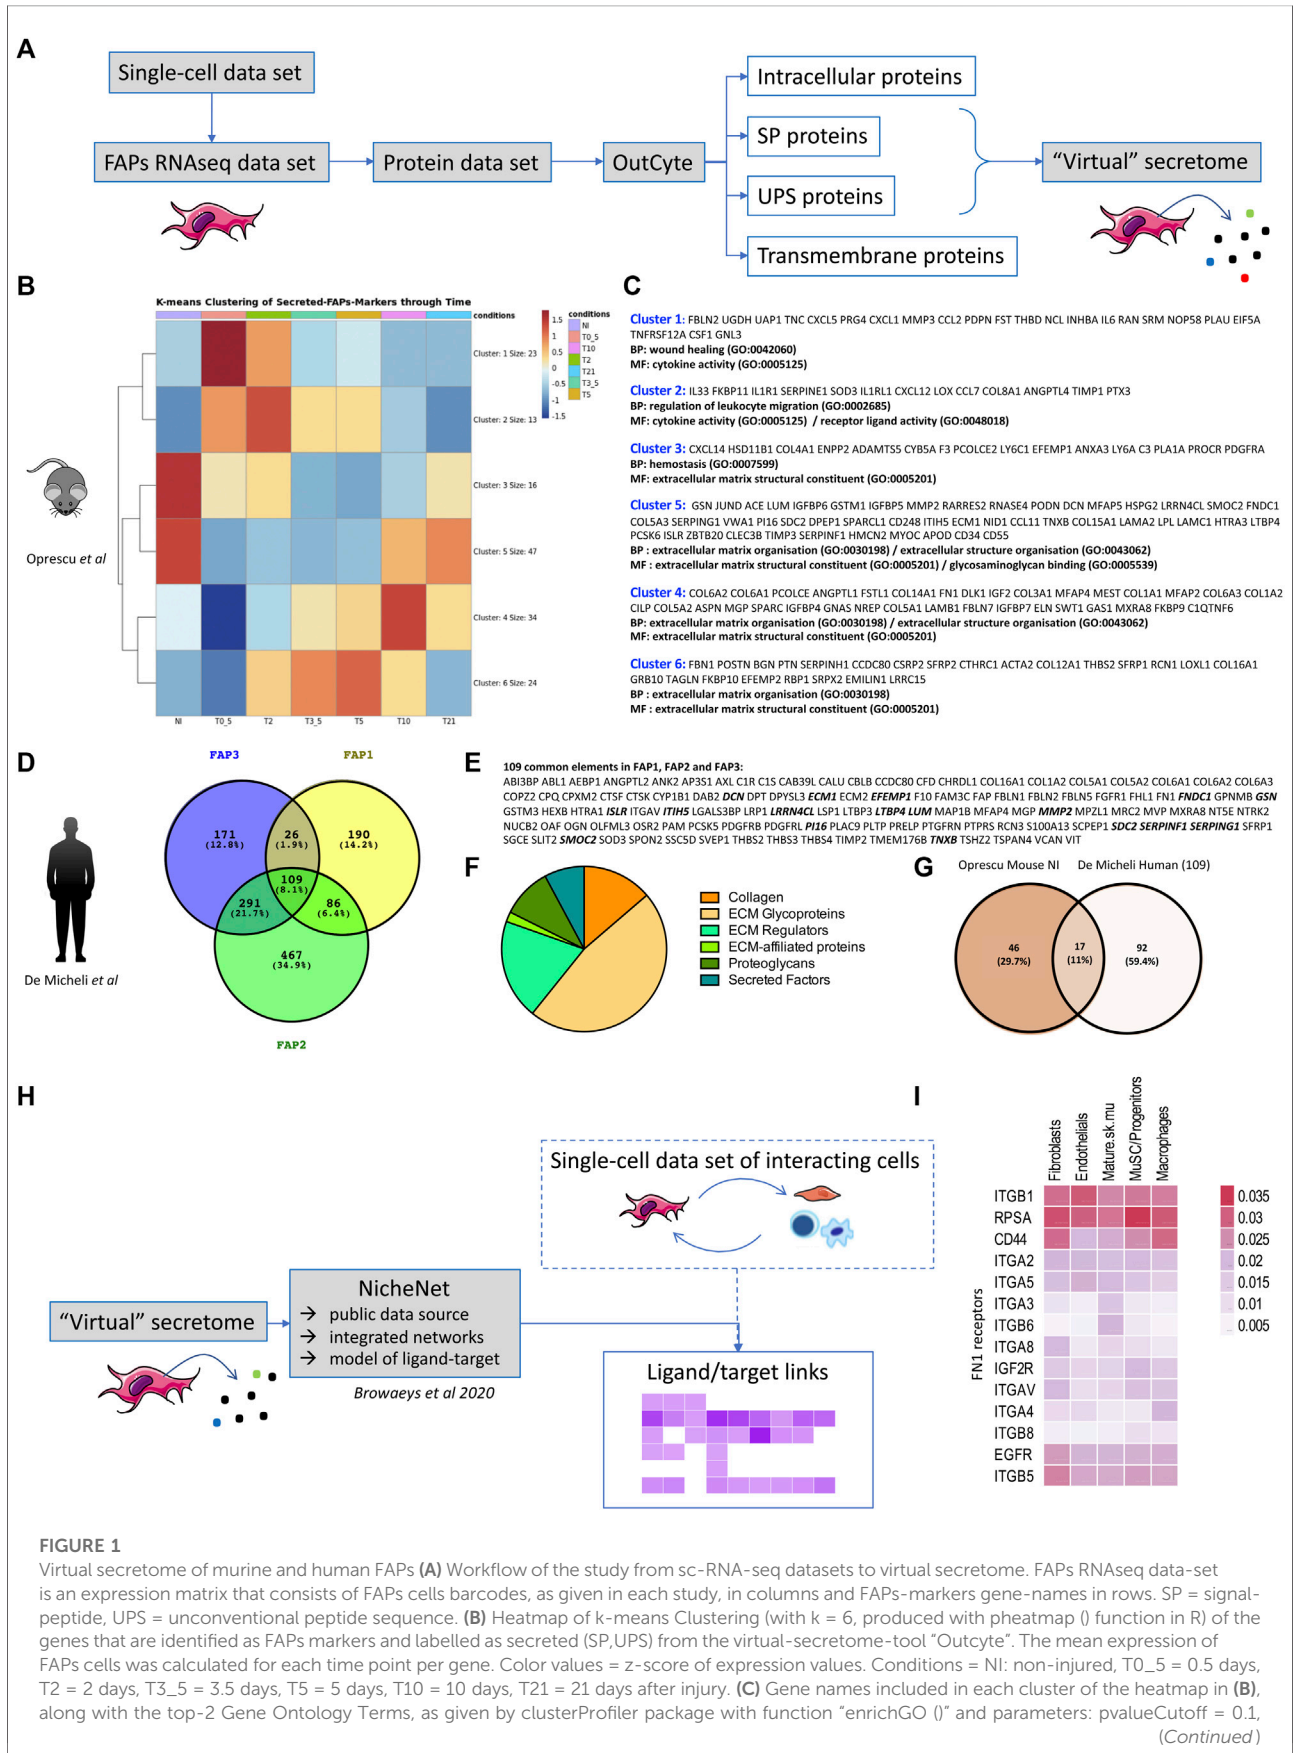 A
Single-cell data set
FAPs RNAseq data set
Protein data set
OutCyte
Intracellular proteins
SP proteins
UPS proteins
Transmembrane proteins
"Virtual" secretome
B
K-means Clustering of Secreted-FAPs-Markers through Time
conditions
Cluster: 1 Size: 23
Cluster: 2 Size: 13
Cluster: 3 Size: 16
Cluster: 5 Size: 47
Cluster: 4 Size: 34
Cluster: 6 Size: 24
NI T0_5 T2 T3_5 T5 T10 T21
1.5
1
0.5
0
-0.5
-1
-1.5
conditions
NI
T0_5
T10
T2
T21
T3_5
T5
Oprescu et al
C
Cluster 1: FBLN2 UGDH UAP1 TNC CXCL5 PRG4 CXCL1 MMP3 CCL2 PDPN FST THBD NCL INHBA IL6 RAN SRM NOP58 PLAU EIF5A
TNFRSF12A CSF1 GNL3
BP: wound healing (GO:0042060)
MF: cytokine activity (GO:0005125)
Cluster 2: IL33 FKBP11 IL1R1 SERPINE1 SOD3 IL1RL1 CXCL12 LOX CCL7 COL8A1 ANGPTL4 TIMP1 PTX3
BP: regulation of leukocyte migration (GO:0002685)
MF: cytokine activity (GO:0005125) / receptor ligand activity (GO:0048018)
Cluster 3: CXCL14 HSD11B1 COL4A1 ENPP2 ADAMTS5 CYB5A F3 PCOLCE2 LY6C1 EFEMP1 ANXA3 LY6A C3 PLA1A PROCR PDGFRA
BP: hemostasis (GO:0007599)
MF: extracellular matrix structural constituent (GO:0005201)
Cluster 5: GSN JUND ACE LUM IGFBP6 GSTM1 IGFBP5 MMP2 RARRES2 RNASE4 PODN DCN MFAP5 HSPG2 LRRN4CL SMOC2 FNDC1
COL5A3 SERPING1 VWA1 PI16 SDC2 DPEP1 SPARCL1 CD248 ITIH5 ECM1 NID1 CCL11 TNXB COL15A1 LAMA2 LPL LAMC1 HTRA3 LTBP4
PCSK6 ISLR ZBTB20 CLEC3B TIMP3 SERPINF1 HMCN2 MYOC APOD CD34 CD55
BP : extracellular matrix organisation (GO:0030198) / extracellular structure organisation (GO:0043062)
MF : extracellular matrix structural constituent (GO:0005201) / glycosaminoglycan binding (GO:0005539)
Cluster 4: COL6A2 COL6A1 PCOLCE ANGPTL1 FSTL1 COL14A1 FN1 DLK1 IGF2 COL3A1 MFAP4 MEST COL1A1 MFAP2 COL6A3 COL1A2
CILP COL5A2 ASPN MGP SPARC IGFBP4 GNAS NREP COL5A1 LAMB1 FBLN7 IGFBP7 ELN SWT1 GAS1 MXRA8 FKBP9 C1QTNF6
BP: extracellular matrix organisation (GO:0030198) / extracellular structure organisation (GO:0043062)
MF: extracellular matrix structural constituent (GO:0005201)
Cluster 6: FBN1 POSTN BGN PTN SERPINH1 CCDC80 CSRP2 SFRP2 CTHRC1 ACTA2 COL12A1 THBS2 SFRP1 RCN1 LOXL1 COL16A1
GRB10 TAGLN FKBP10 EFEMP2 RBP1 SRPX2 EMILIN1 LRRC15
BP : extracellular matrix organisation (GO:0030198)
MF : extracellular matrix structural constituent (GO:0005201)
D
De Micheli et al
FAP3
FAP1
FAP2
171
(12.8%)
26
(1.9%)
190
(14.2%)
109
(8.1%)
291
(21.7%)
86
(6.4%)
467
(34.9%)
E
109 common elements in FAP1, FAP2 and FAP3:
ABI3BP ABL1 AEBP1 ANGPTL2 ANK2 AP3S1 AXL C1R C1S CAB39L CALU CBLB CCDC80 CFD CHRDL1 COL16A1 COL1A2 COL5A1 COL5A2 COL6A1 COL6A2 COL6A3
COPZ2 CPQ CPXM2 CTSF CTSK CYP1B1 DAB2 DCN DPT DPYSL3 ECM1 ECM2 EFEMP1 F10 FAM3C FAP FBLN1 FBLN2 FBLN5 FGFR1 FHL1 FN1 FNDC1 GPNMB GSN
GSTM3 HEXB HTRA1 ISLR ITGAV ITIH5 LGALS3BP LRP1 LRRN4CL LSP1 LTBP3 LTBP4 LUM MAP1B MFAP4 MGP MMP2 MPZL1 MRC2 MVP MXRA8 NT5E NTRK2
NUCB2 OAF OGN OLFML3 OSR2 PAM PCSK5 PDGFRB PDGFRL PI16 PLAC9 PLTP PRELP PTGFRN PTPRS RCN3 S100A13 SCPEP1 SDC2 SERPINF1 SERPING1 SFRP1
SGCE SLIT2 SMOC2 SOD3 SPON2 SSC5D SVEP1 THBS2 THBS3 THBS4 TIMP2 TMEM176B TNXB TSHZ2 TSPAN4 VCAN VIT
F
Collagen
ECM Glycoproteins
ECM Regulators
ECM-affiliated proteins
Proteoglycans
Secreted Factors
G
Oprescu Mouse NI
De Micheli Human (109)
46
(29.7%)
17
(11%)
92
(59.4%)
H
"Virtual" secretome
NicheNet
→ public data source
→ integrated networks
→ model of ligand-target
Browaeys et al 2020
Single-cell data set of interacting cells
Ligand/target links
I
Fibroblasts
Endothelials
Mature.sk.mu
MuSC/Progenitors
Macrophages
FN1 receptors
ITGB1
RPSA
CD44
ITGA2
ITGA5
ITGA3
ITGB6
ITGA8
IGF2R
ITGAV
ITGA4
ITGB8
EGFR
ITGB5
0.035
0.03
0.025
0.02
0.015
0.01
0.005
FIGURE 1
Virtual secretome of murine and human FAPs (A) Workflow of the study from sc-RNA-seq datasets to virtual secretome. FAPs RNAseq data-set
is an expression matrix that consists of FAPs cells barcodes, as given in each study, in columns and FAPs-markers gene-names in rows. SP = signal-
peptide, UPS = unconventional peptide sequence. (B) Heatmap of k-means Clustering (with k = 6, produced with pheatmap () function in R) of the
genes that are identified as FAPs markers and labelled as secreted (SP,UPS) from the virtual-secretome-tool "Outcyte". The mean expression of
FAPs cells was calculated for each time point per gene. Color values = z-score of expression values. Conditions = NI: non-injured, T0_5 = 0.5 days,
T2 = 2 days, T3_5 = 3.5 days, T5 = 5 days, T10 = 10 days, T21 = 21 days after injury. (C) Gene names included in each cluster of the heatmap in (B),
along with the top-2 Gene Ontology Terms, as given by clusterProfiler package with function "enrichGO ()" and parameters: pvalueCutoff = 0.1,
(Continued)